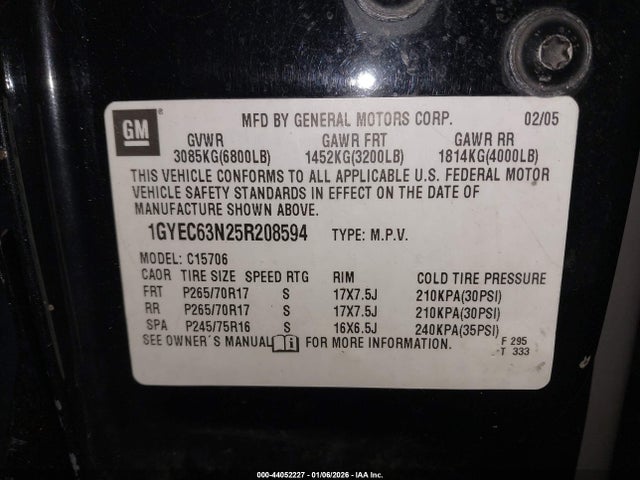 GM ®
MFD BY GENERAL MOTORS CORP. 02/05
GVWR GAWR FRT GAWR RR
3085KG(6800LB) 1452KG(3200LB) 1814KG(4000LB)
THIS VEHICLE CONFORMS TO ALL APPLICABLE U.S. FEDERAL MOTOR
VEHICLE SAFETY STANDARDS IN EFFECT ON THE DATE OF
MANUFACTURE SHOWN ABOVE.
1GYEC63N25R208594 TYPE: M.P.V.
MODEL: C15706
CAOR TIRE SIZE SPEED RTG RIM COLD TIRE PRESSURE
FRT P265/70R17 S 17X7.5J 210KPA(30PSI)
RR P265/70R17 S 17X7.5J 210KPA(30PSI)
SPA P245/75R16 S 16X6.5J 240KPA(35PSI)
SEE OWNER'S MANUAL i FOR MORE INFORMATION. F 295
T 333
000-44052227 - 01/06/2026 - IAA Inc.